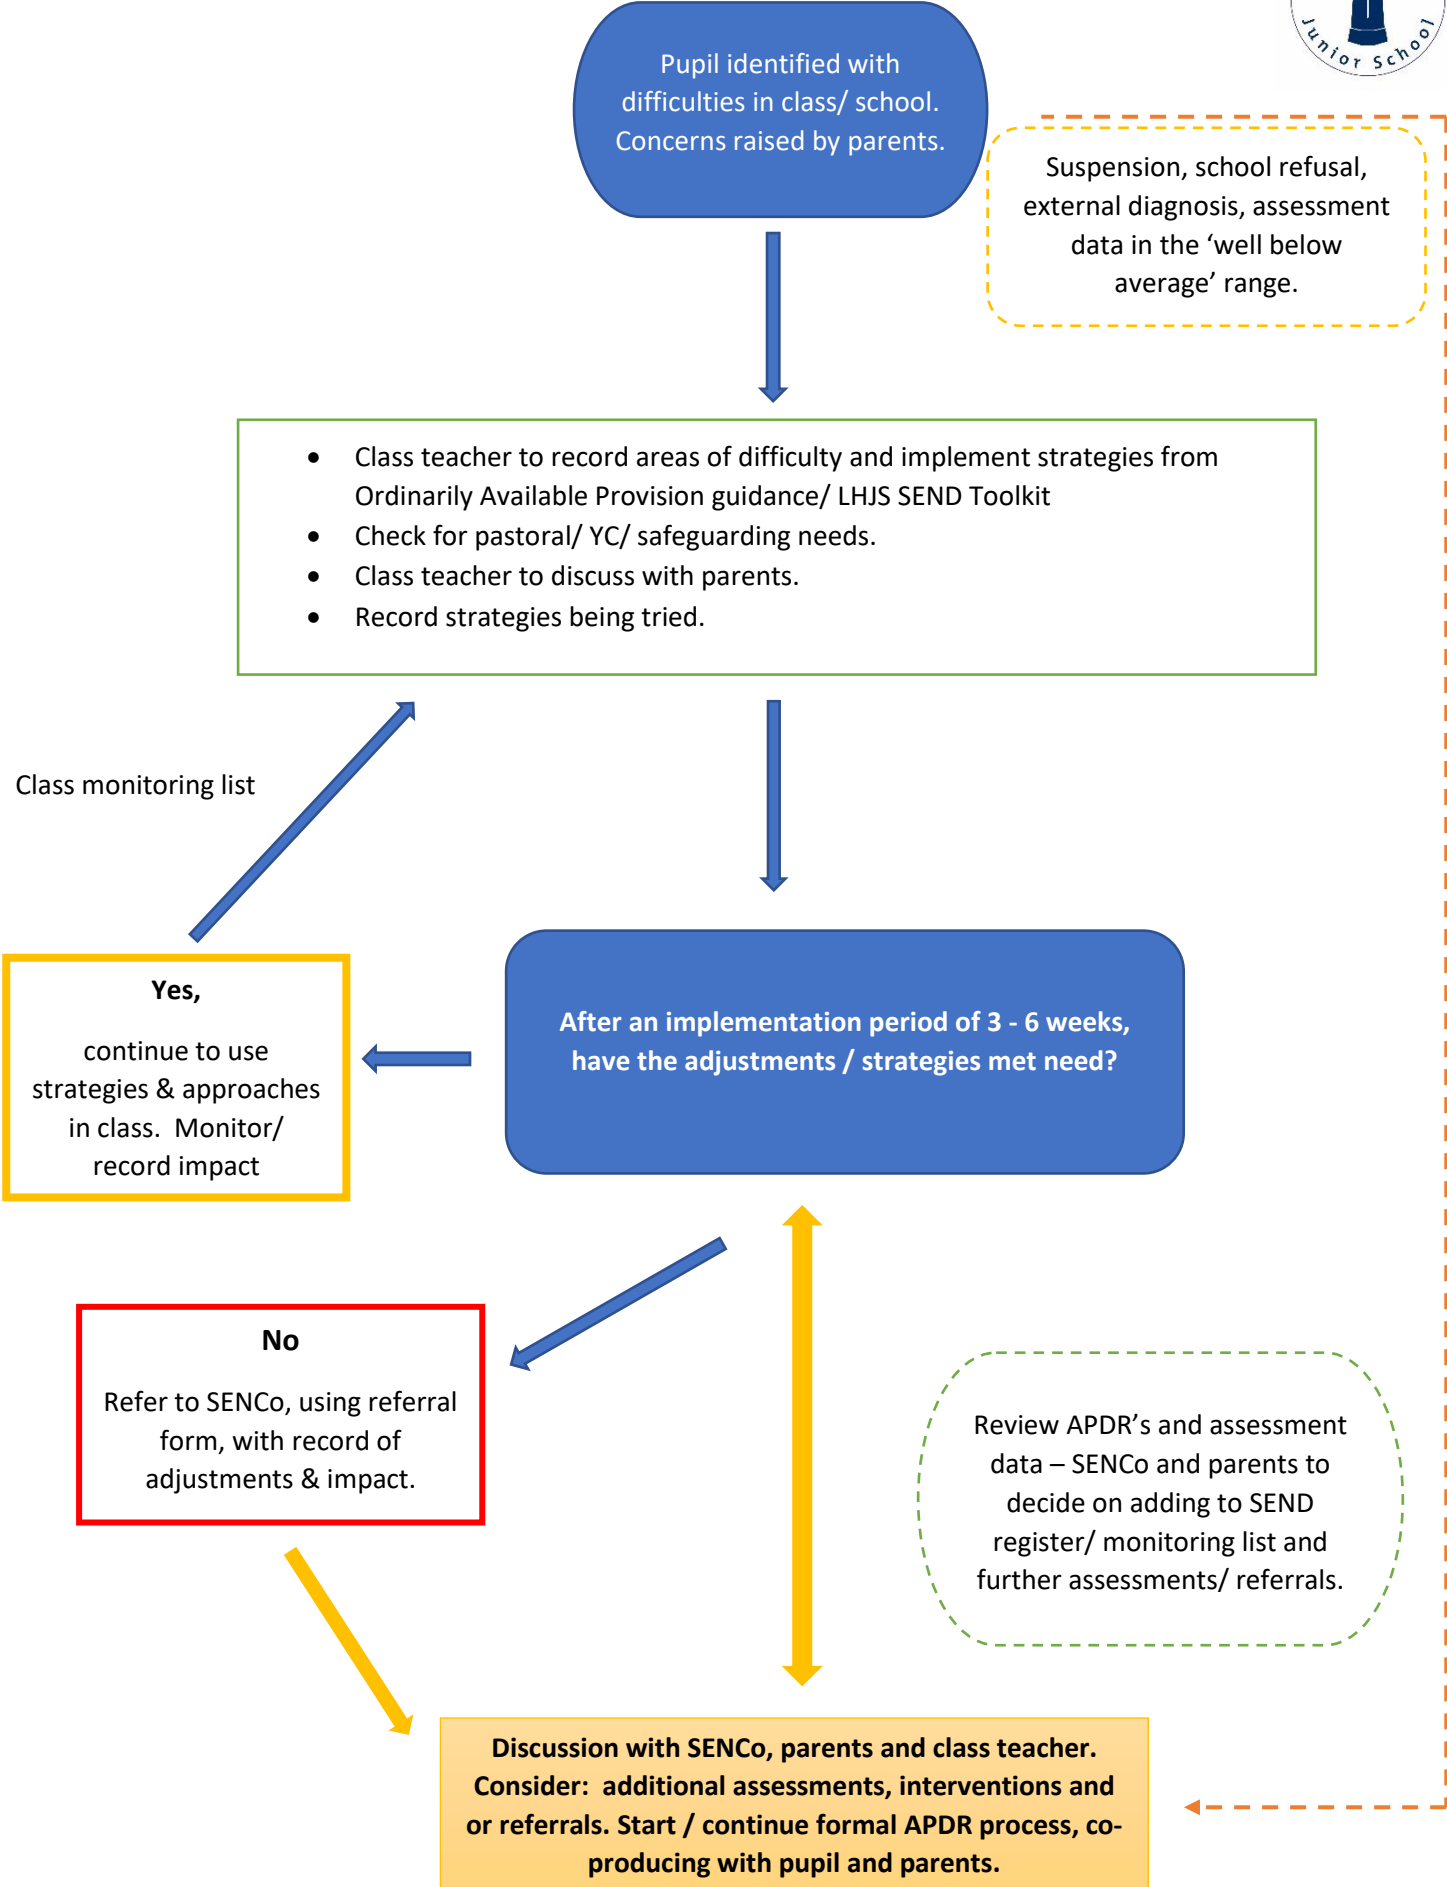 Junior School
Pupil identified with
difficulties in class/ school.
Concerns raised by parents.
Suspension, school refusal,
external diagnosis, assessment
data in the ‘well below
average’ range.
• Class teacher to record areas of difficulty and implement strategies from
Ordinarily Available Provision guidance/ LHJS SEND Toolkit
• Check for pastoral/ YC/ safeguarding needs.
• Class teacher to discuss with parents.
• Record strategies being tried.
Class monitoring list
Yes,
continue to use
strategies & approaches
in class.  Monitor/
record impact
After an implementation period of 3 - 6 weeks,
have the adjustments / strategies met need?
No
Refer to SENCo, using referral
form, with record of
adjustments & impact.
Review APDR’s and assessment
data – SENCo and parents to
decide on adding to SEND
register/ monitoring list and
further assessments/ referrals.
Discussion with SENCo, parents and class teacher.
Consider:  additional assessments, interventions and
or referrals. Start / continue formal APDR process, co-
producing with pupil and parents.